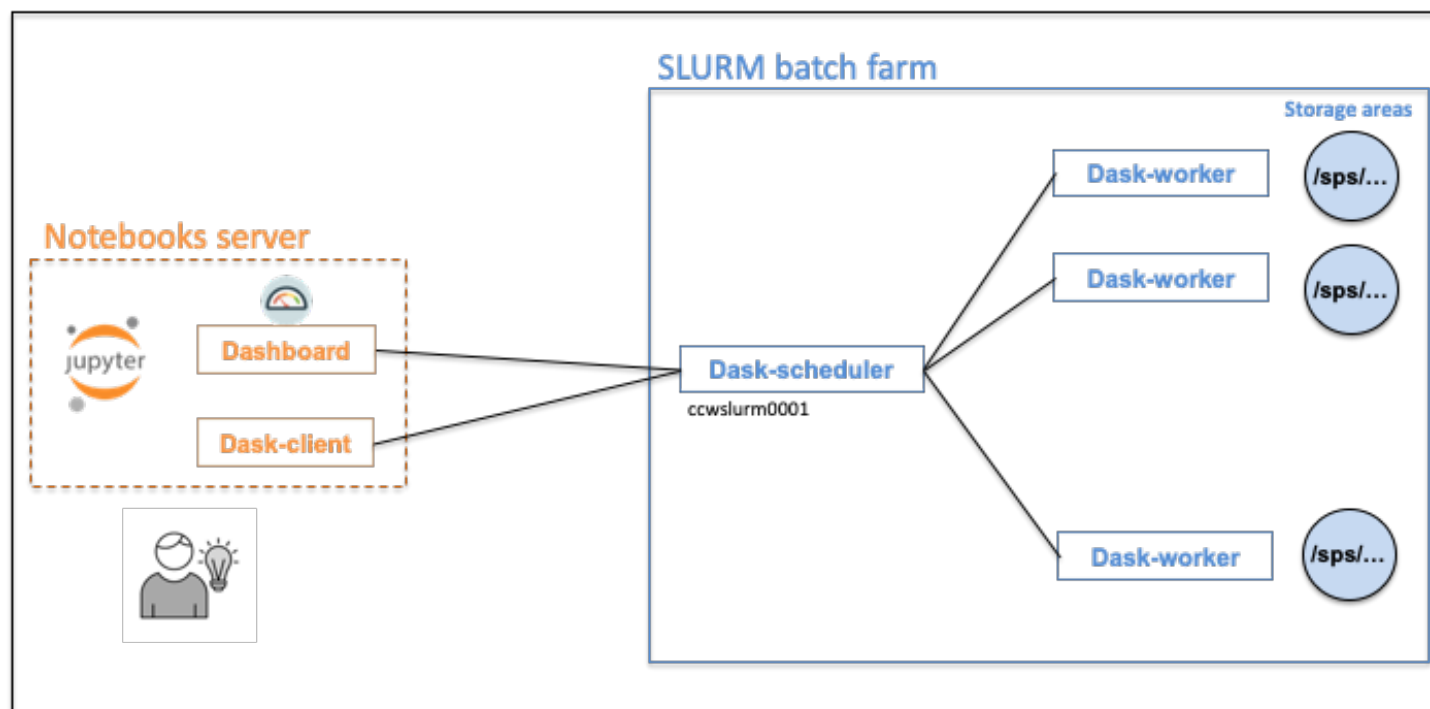 SLURM batch farm
Storage areas
Dask-worker
/sps/...
Notebooks server
Dask-worker
/sps/...
jupyter
Dashboard
Dask-scheduler
ccwslurm0001
Dask-client
Dask-worker
/sps/...